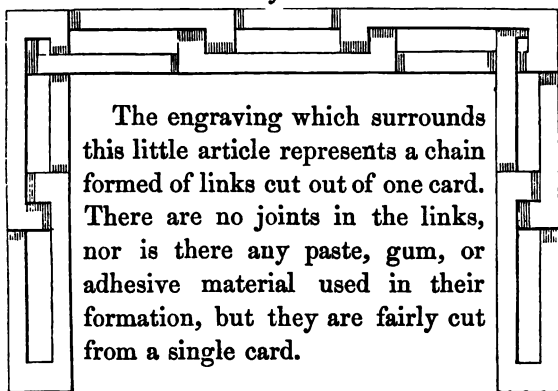 The engraving which surrounds
this little article represents a chain
formed of links cut out of one card.
There are no joints in the links,
nor is there any paste, gum, or
adhesive material used in their
formation, but they are fairly cut
from a single card.